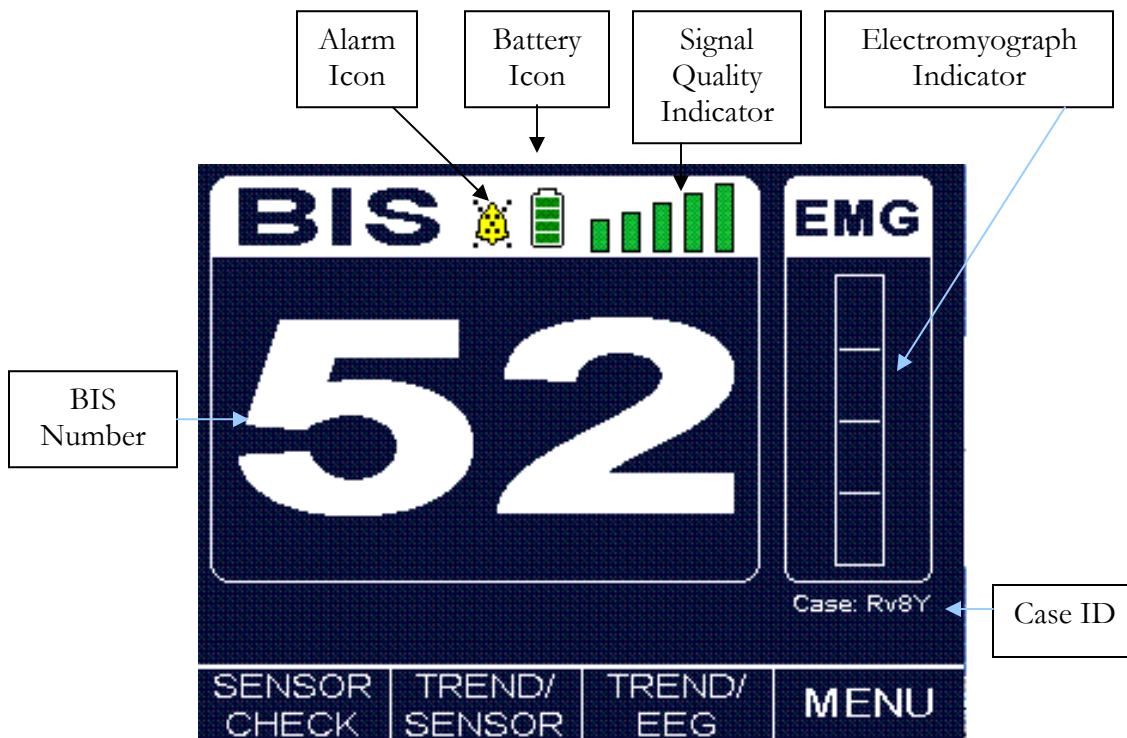 Alarm
Icon
Battery
Icon
Signal
Quality
Indicator
Electromyograph
Indicator
BIS
EMG
52
BIS
Number
Case: Rv8Y
Case ID
SENSOR
CHECK
TREND/
SENSOR
TREND/
EEG
MENU